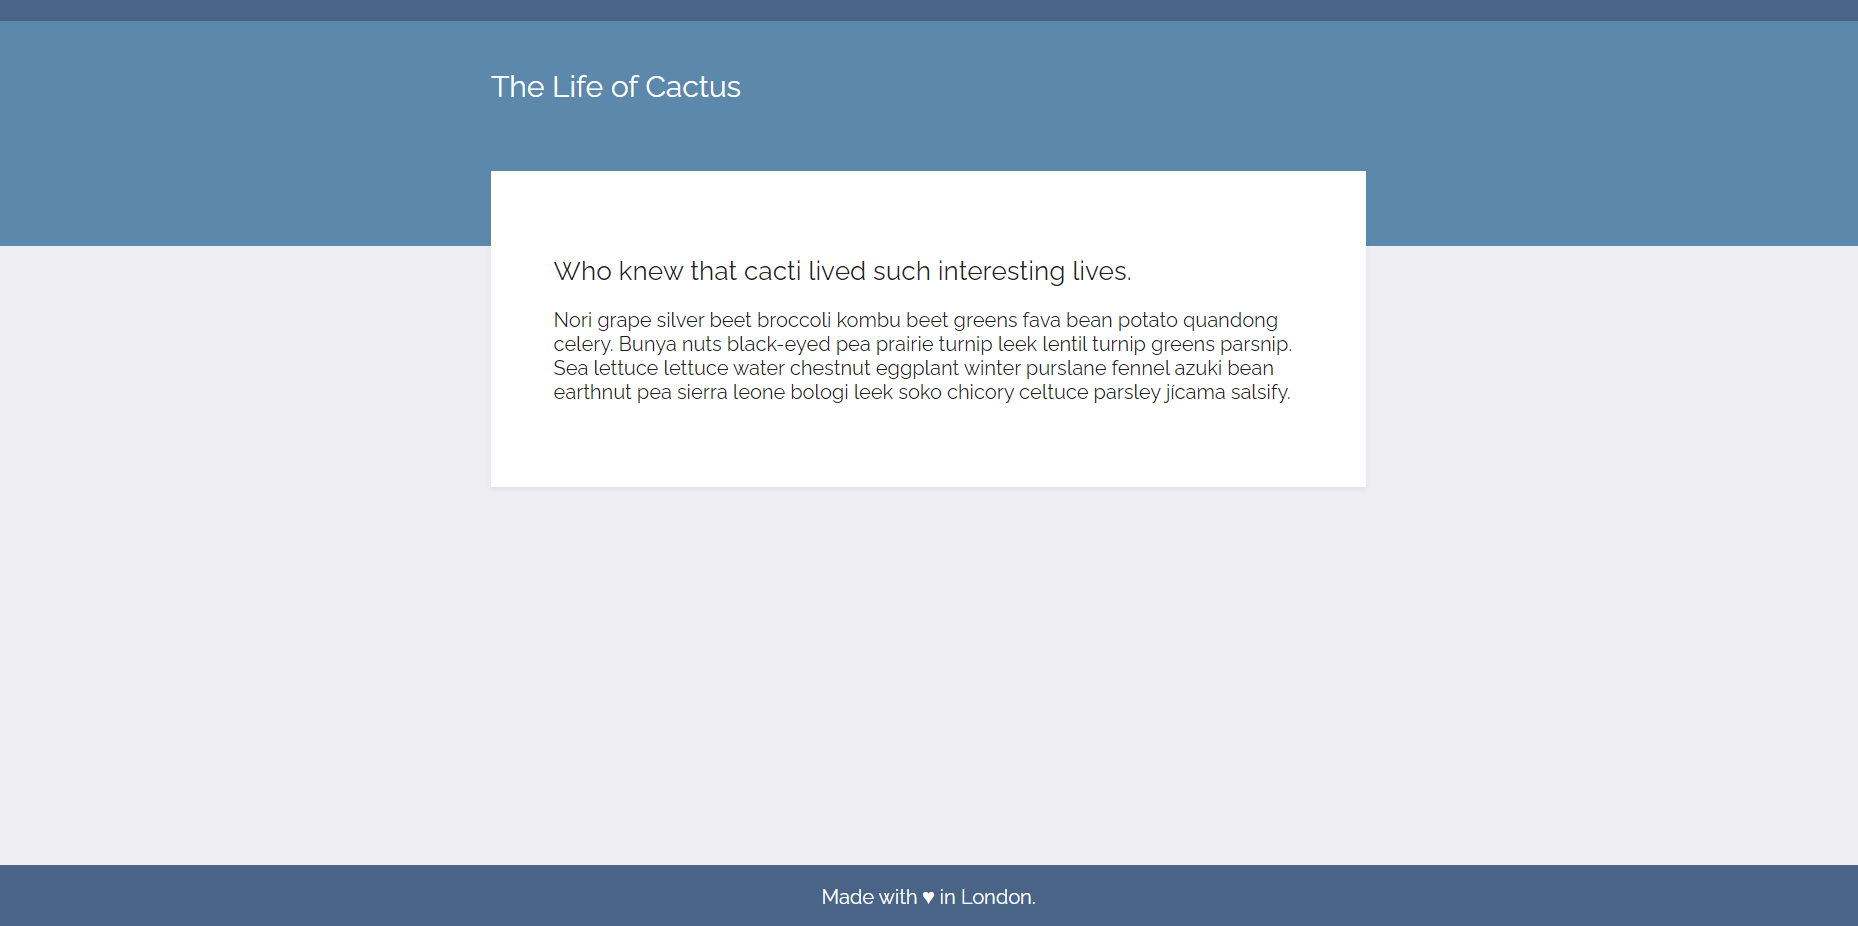 The Life of Cactus
Who knew that cacti lived such interesting lives.
Nori grape silver beet broccoli kombu beet greens fava bean potato quandong
celery. Bunya nuts black-eyed pea prairie turnip leek lentil turnip greens parsnip.
Sea lettuce lettuce water chestnut eggplant winter purslane fennel azuki bean
earthnut pea sierra leone bologi leek soko chicory celtuce parsley jícama salsify.
Made with ♥ in London.